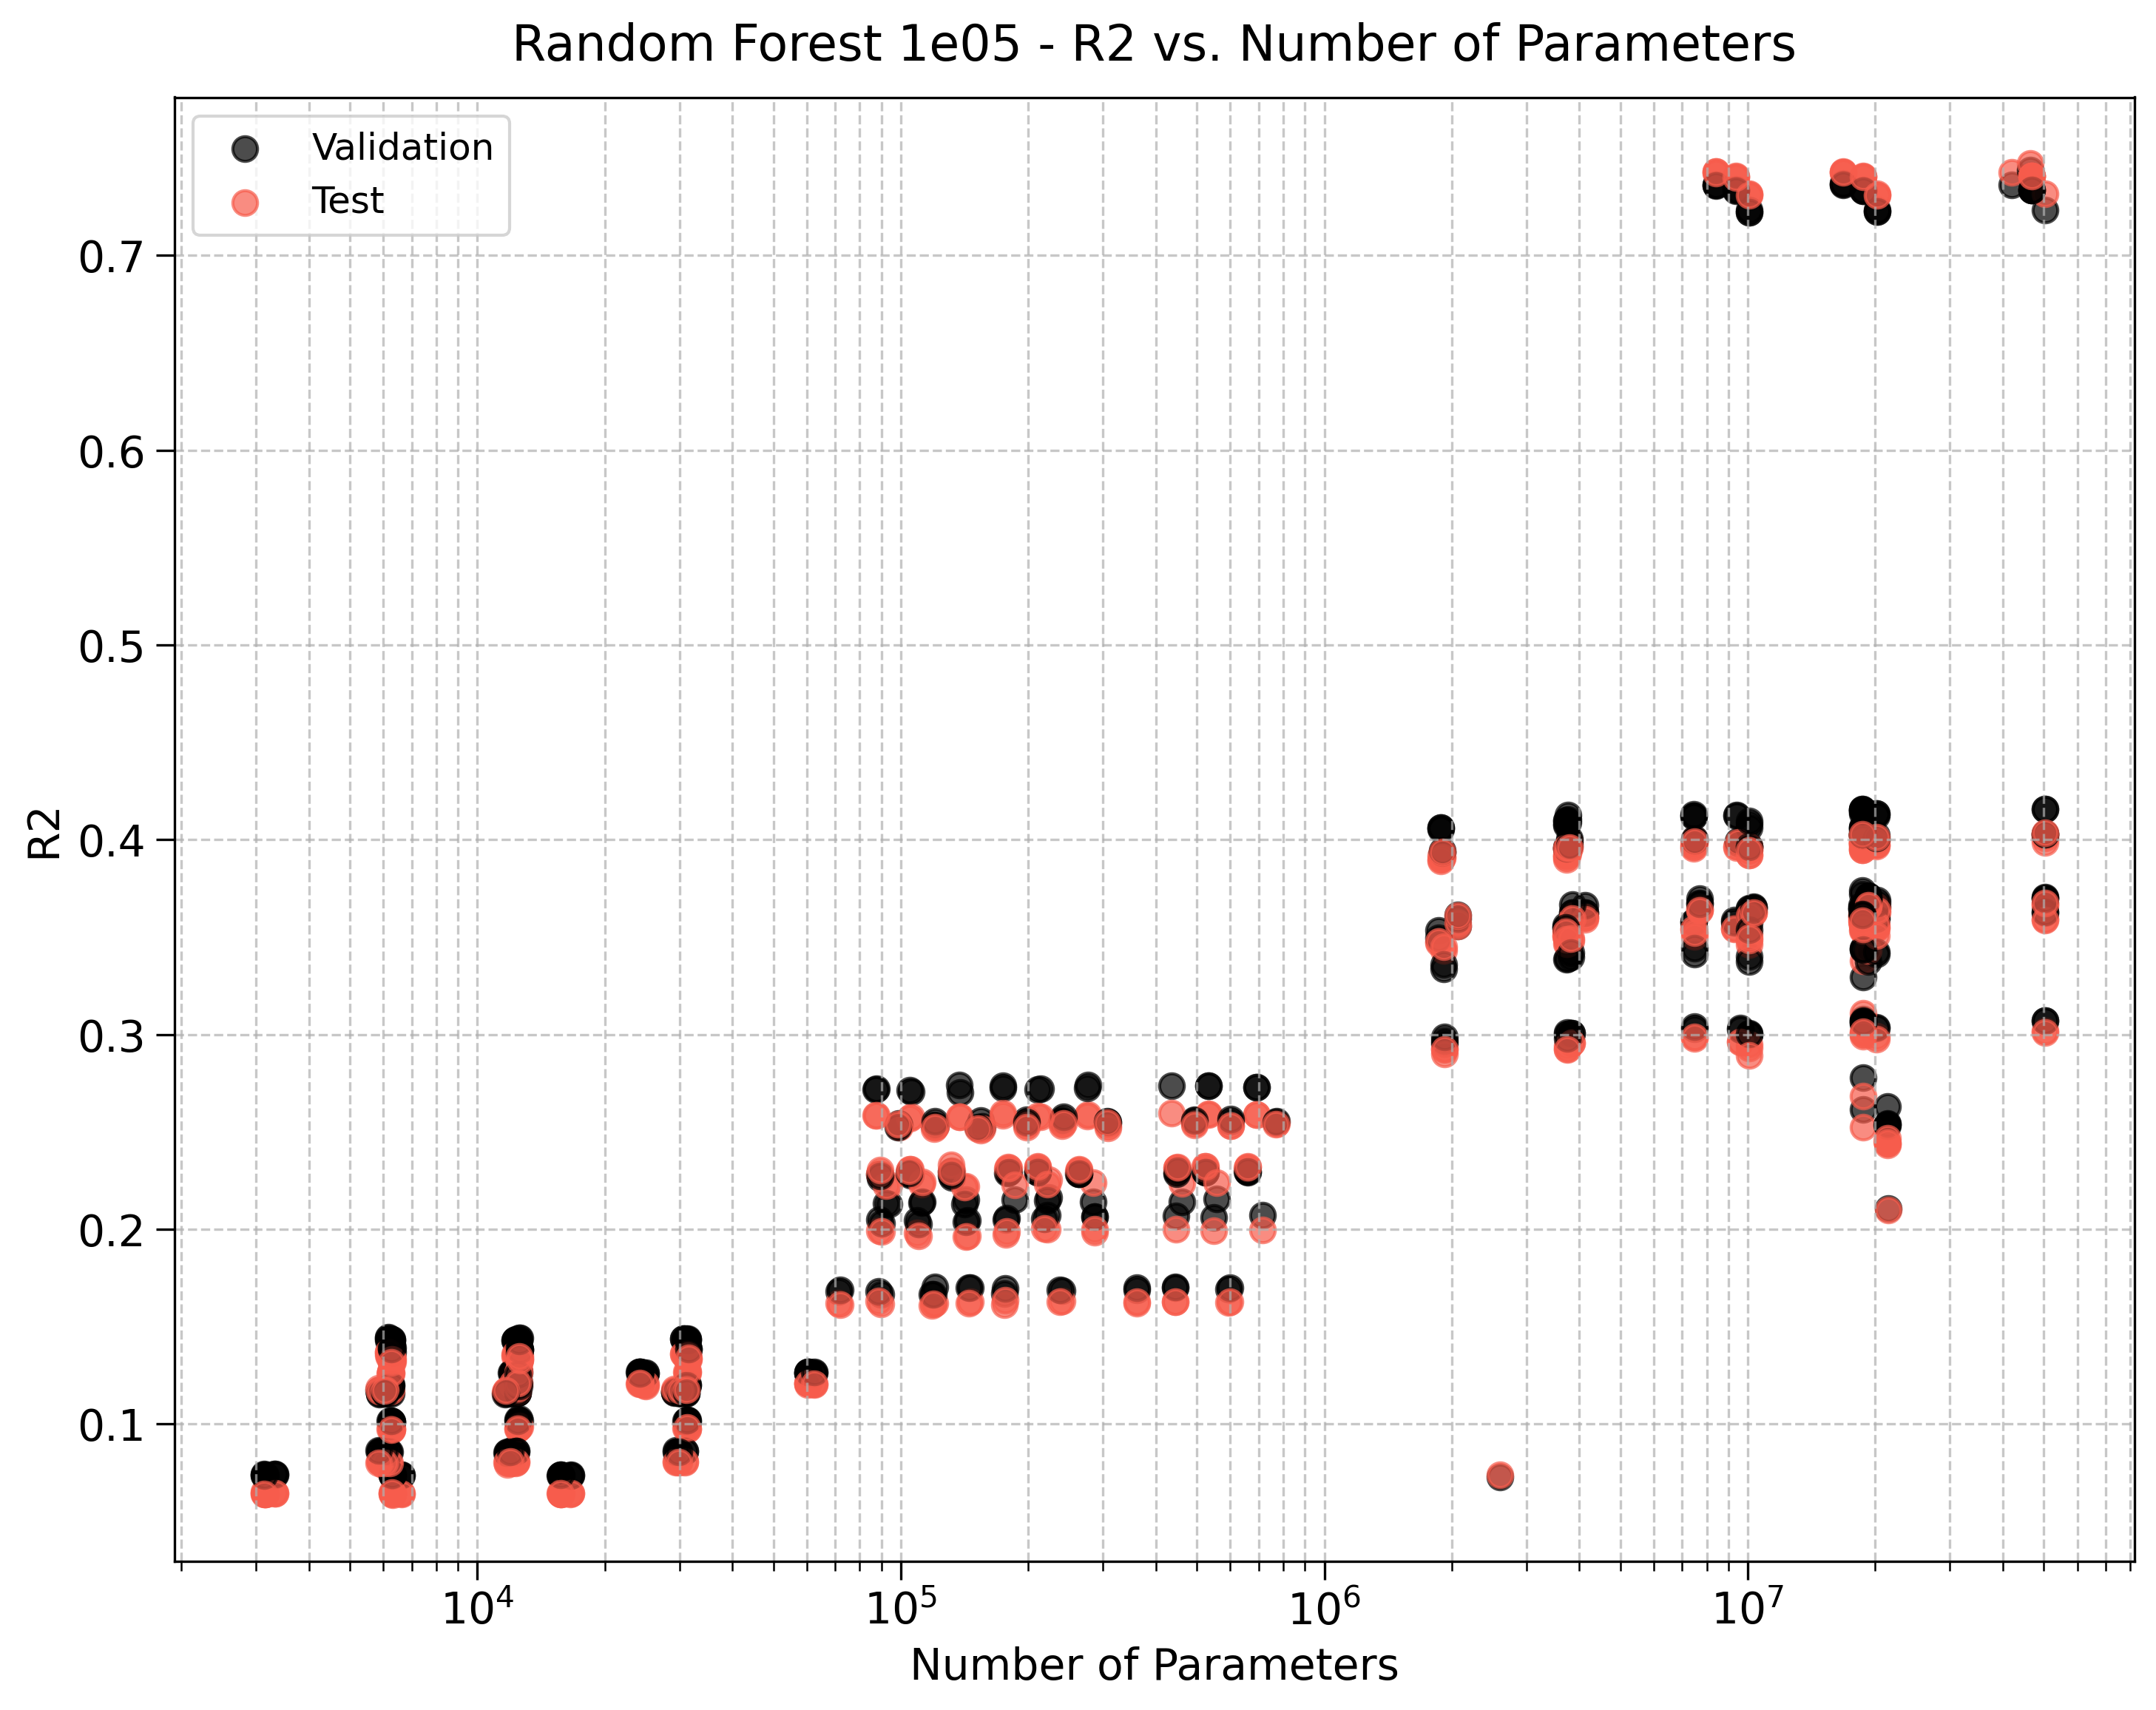 Random Forest 1e05 - R2 vs. Number of Parameters
Validation
Test
R2
0.7
0.6
0.5
0.4
0.3
0.2
0.1
10⁴ 10⁵ 10⁶ 10⁷
Number of Parameters